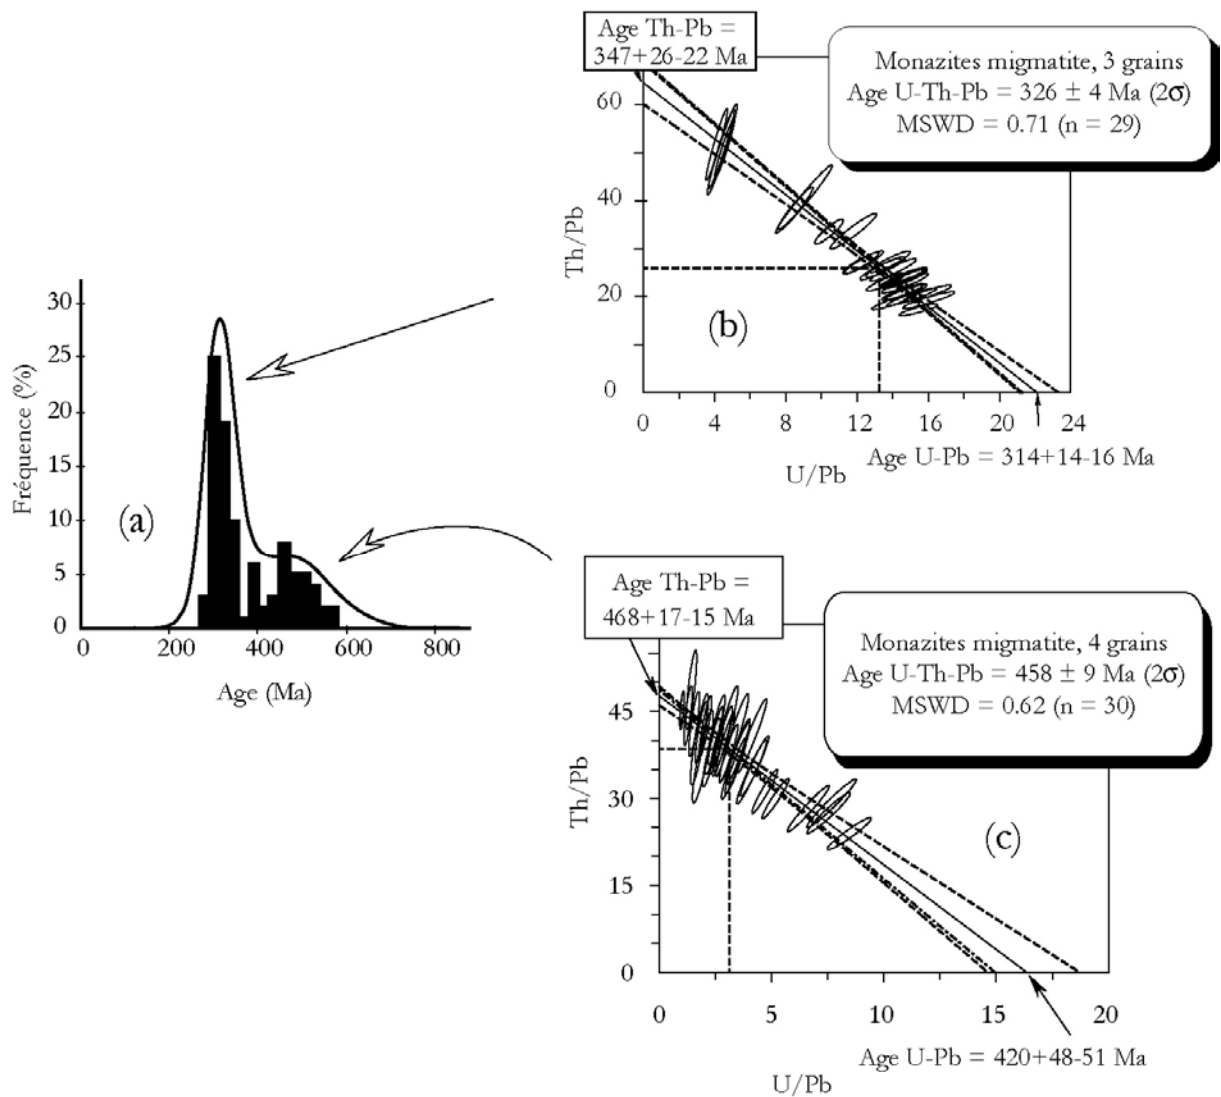 Age Th-Pb =
347+26-22 Ma
Monazites migmatite, 3 grains
Age U-Th-Pb = 326 ± 4 Ma (2σ)
MSWD = 0.71 (n = 29)
60
40
20
0
Th/Pb
(b)
0 4 8 12 16 20 24
U/Pb
Age U-Pb = 314+14-16 Ma
30
25
20
15
10
5
0
Fréquence (%)
(a)
0 200 400 600 800
Age (Ma)
Age Th-Pb =
468+17-15 Ma
Monazites migmatite, 4 grains
Age U-Th-Pb = 458 ± 9 Ma (2σ)
MSWD = 0.62 (n = 30)
45
30
15
0
Th/Pb
(c)
0 5 10 15 20
Age U-Pb = 420+48-51 Ma
U/Pb